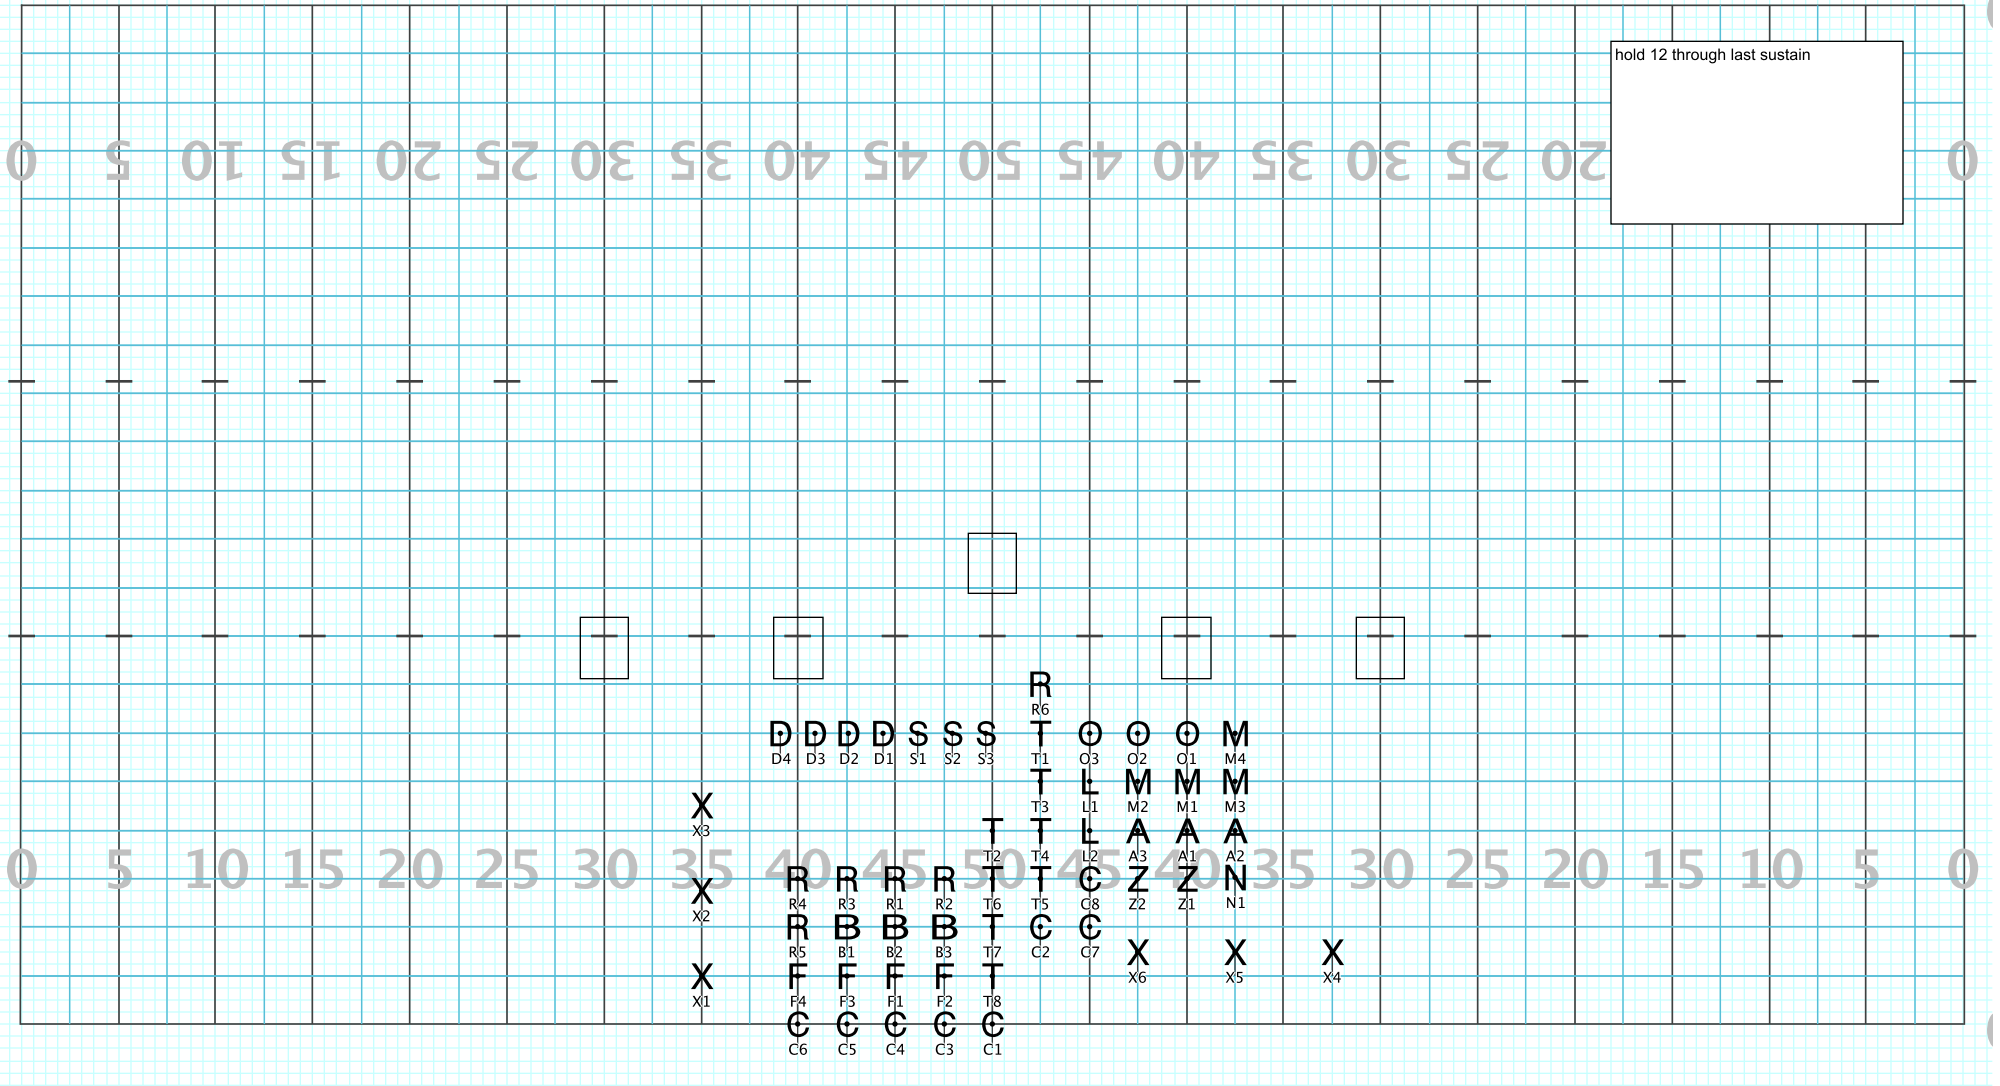 hold 12 through last sustain
0 5 10 15 20 25 30 35 40 45 50 45 40 35 30 25 20 0
R
R6
D D D D S S S T O O O M
D4 D3 D2 D1 S1 S2 S3 T1 O3 O2 O1 M4
T L M M M
X T3 L1 M2 M1 M3
X3 T T L A A A
T2 T4 L2 A3 A1 A2
0 5 10 15 20 25 30 35 40 45 50 45 40 35 30 25 20 15 10 5 0
X R R R R T T C Z Z N
X2 R4 R3 R1 R2 T6 T5 C8 Z2 Z1 N1
R B B B T C C
R5 B1 B2 B3 T7 C2 C7
X X X
X6 X5 X4
X F F F F T
X1 F4 F3 F1 F2 T8
C C C C C
C6 C5 C4 C3 C1